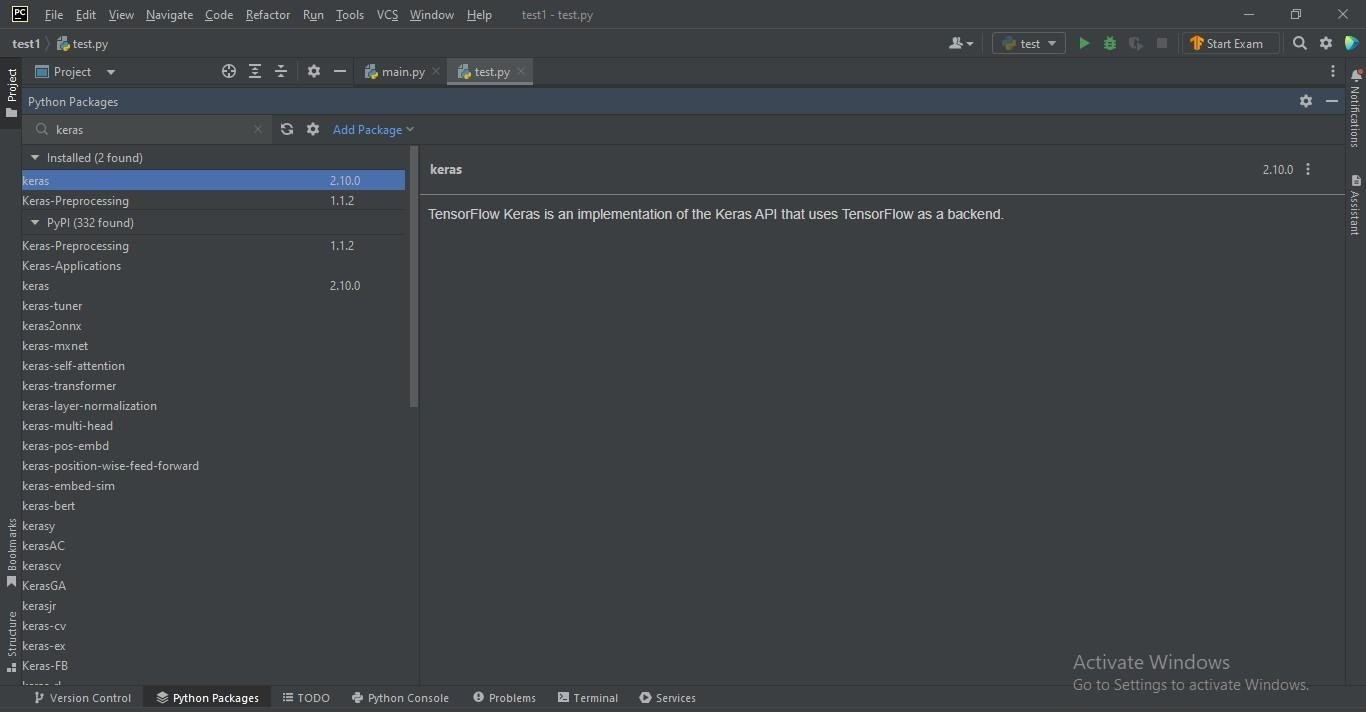 PC File Edit View Navigate Code Refactor Run Tools VCS Window Help test1 - test.py
test1 test.py test Start Exam
Project main.py test.py
Project
Notifications
Assistant
Python Packages
keras Add Package
Installed (2 found)
keras 2.10.0
Keras-Preprocessing 1.1.2
PyPI (332 found)
Keras-Preprocessing 1.1.2
Keras-Applications
keras 2.10.0
keras-tuner
keras2onnx
keras-mxnet
keras-self-attention
keras-transformer
keras-layer-normalization
keras-multi-head
keras-pos-embd
keras-position-wise-feed-forward
keras-embed-sim
keras-bert
kerasy
kerasAC
kerascv
KerasGA
kerasjr
keras-cv
keras-ex
Keras-FB
keras 2.10.0
TensorFlow Keras is an implementation of the Keras API that uses TensorFlow as a backend.
Bookmarks
Structure
Activate Windows
Go to Settings to activate Windows.
Version Control Python Packages TODO Python Console Problems Terminal Services